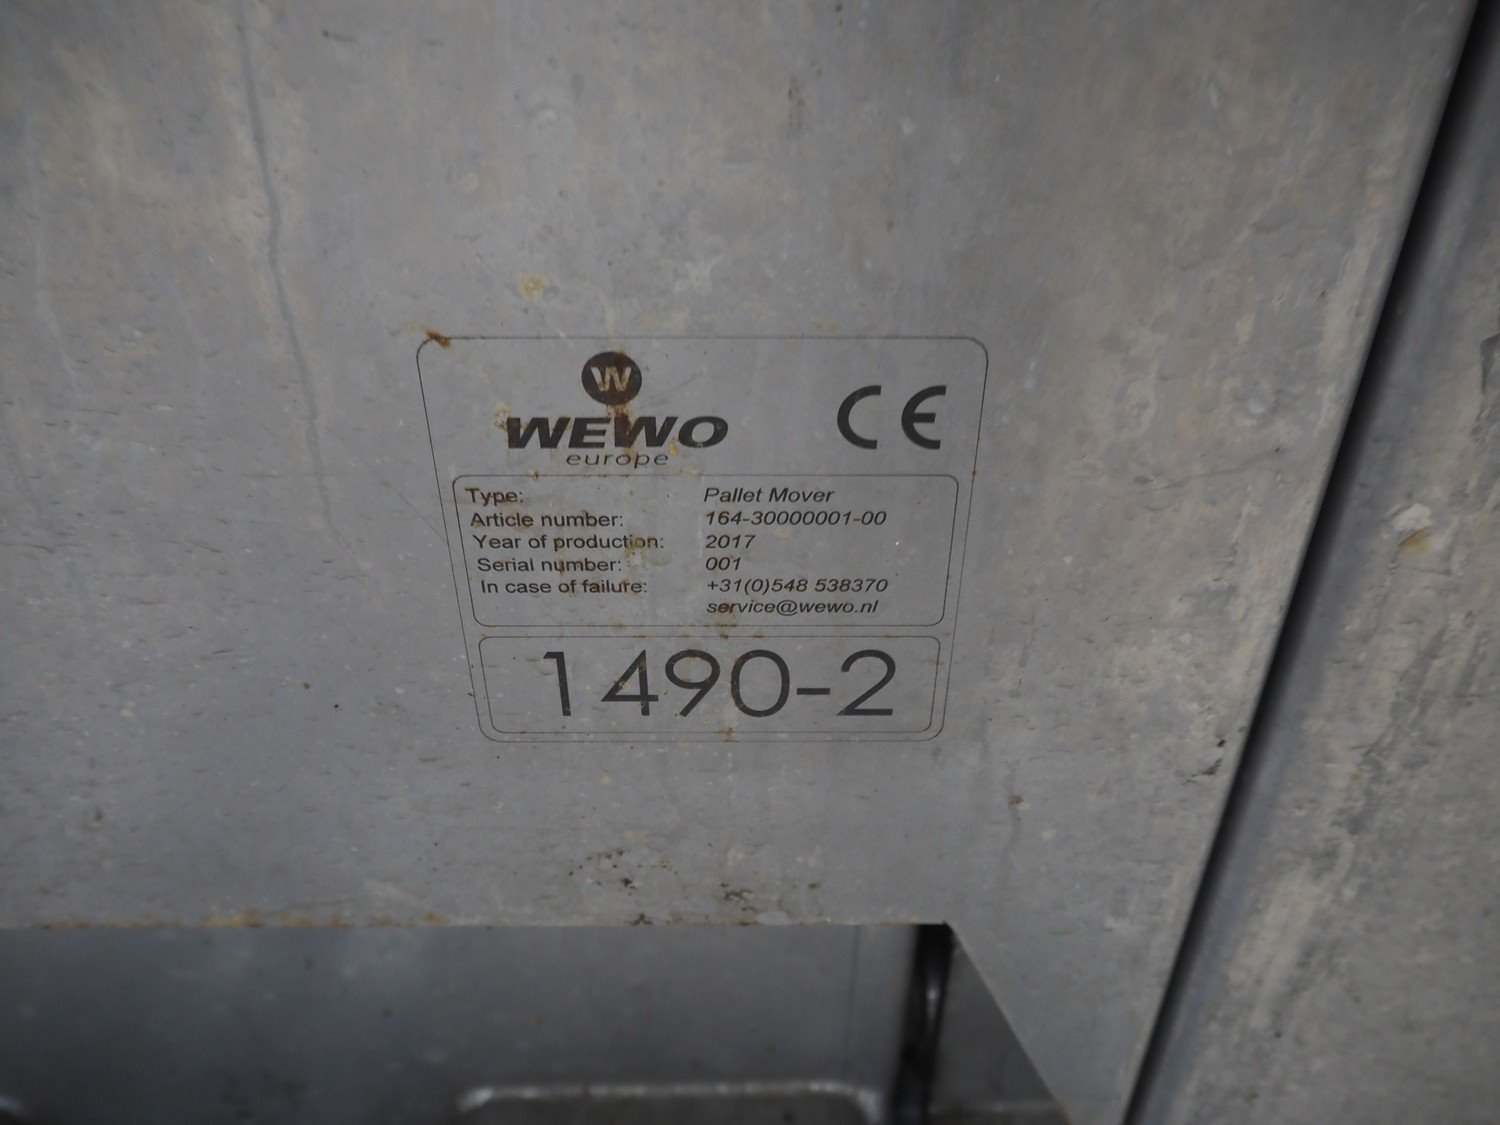 W
WEWO
europe
CE
Type: Pallet Mover
Article number: 164-30000001-00
Year of production: 2017
Serial number: 001
In case of failure: +31(0)548 538370
service@wewo.nl
1490-2